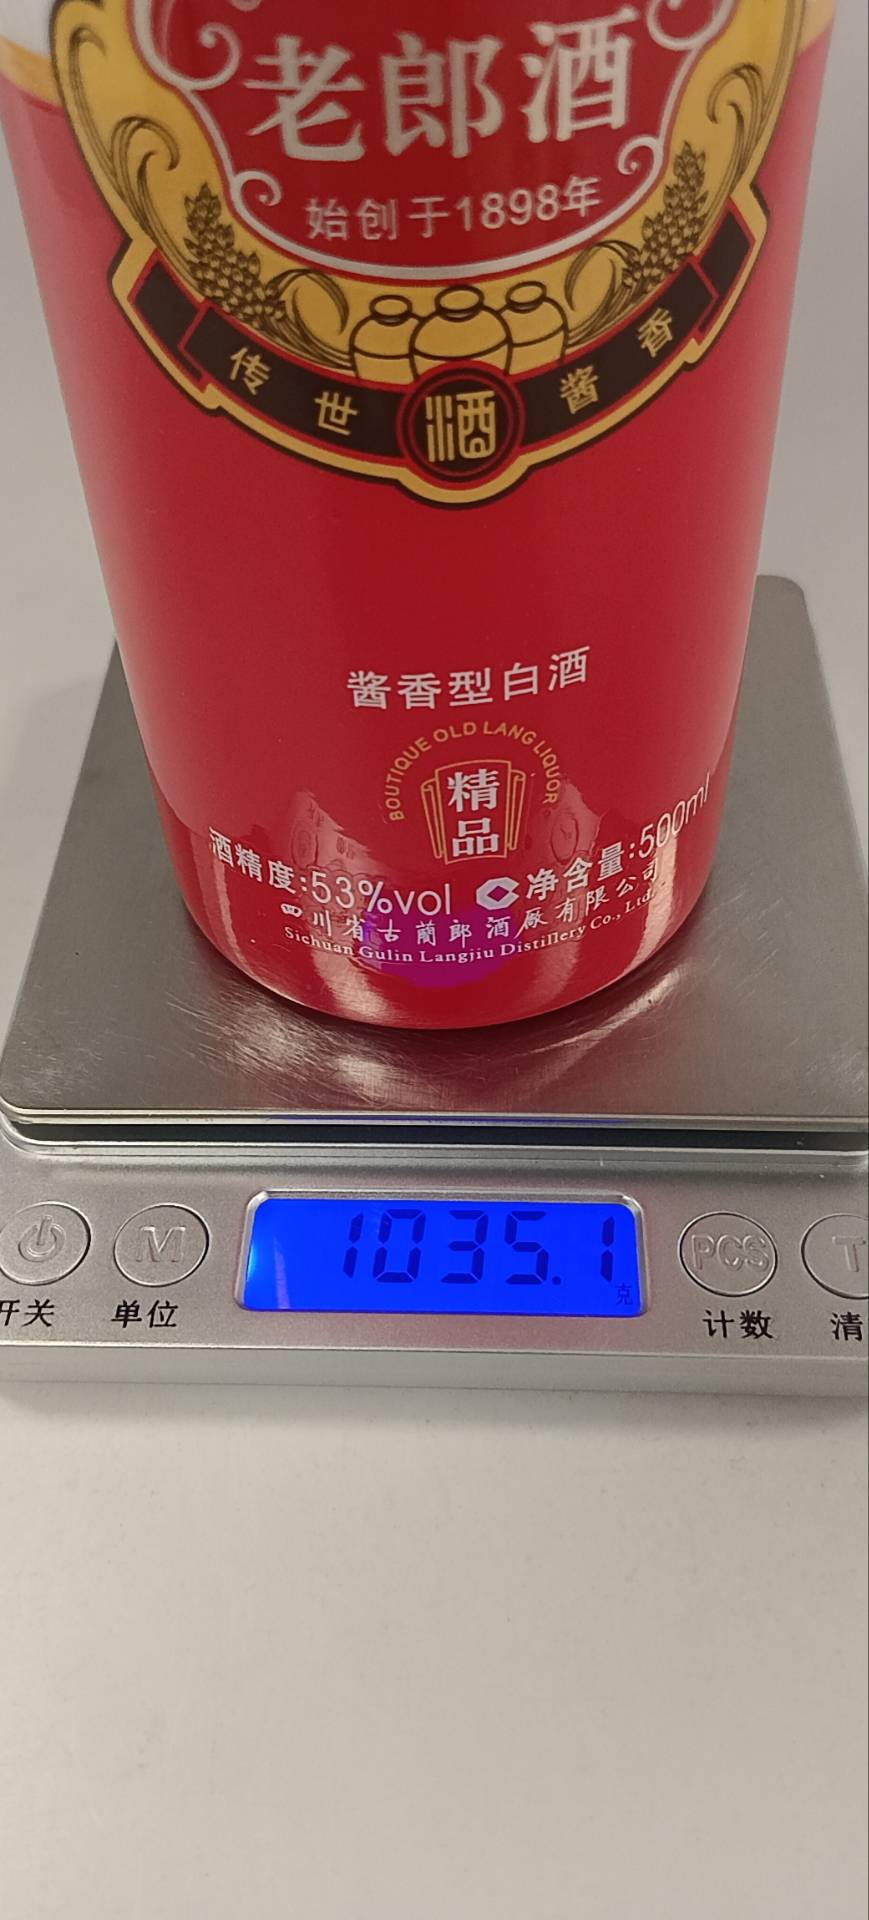 老郎酒
始创于1898年
传世酒酱香
酱香型白酒
BOUTIQUE OLD LANG LIQUOR
精品
酒精度:53%vol 净含量:500ml
四川省古蔺郎酒厰有限公司
Sichuan Gulin Langjiu Distillery Co., Ltd.
1035.1
克
M PCS T
开关 单位 计数 清